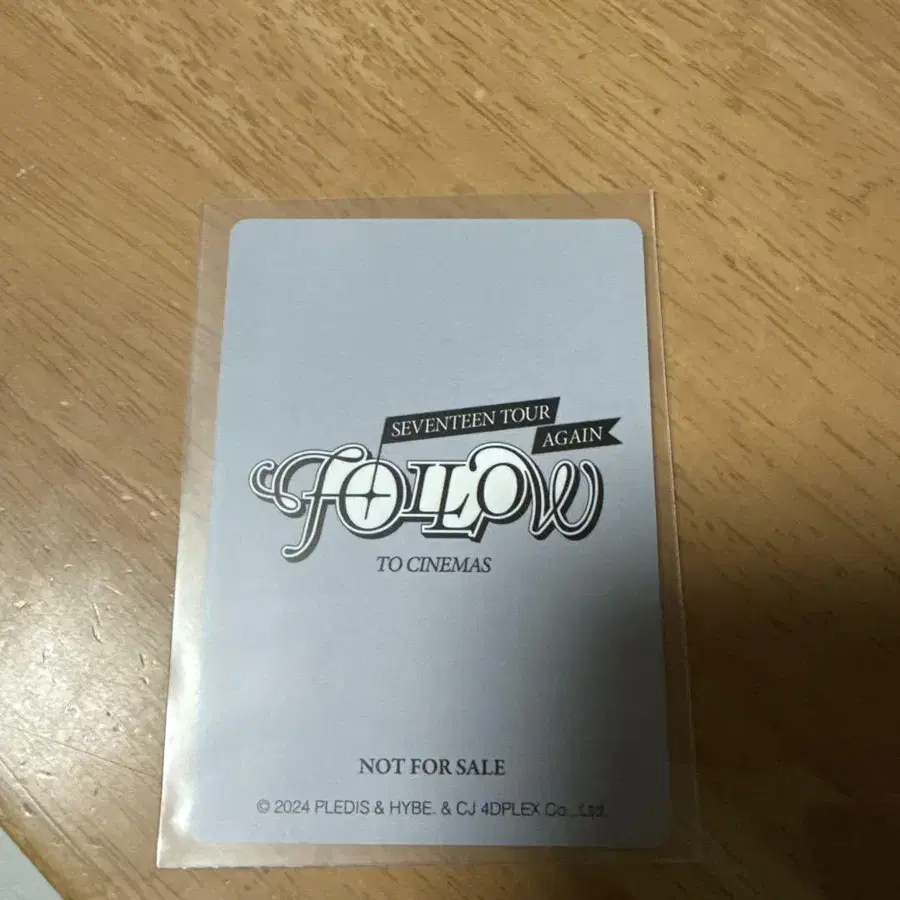 SEVENTEEN TOUR
AGAIN
FOLLOW
TO CINEMAS
NOT FOR SALE
© 2024 PLEDIS & HYBE. & CJ 4DPLEX Co., Ltd.